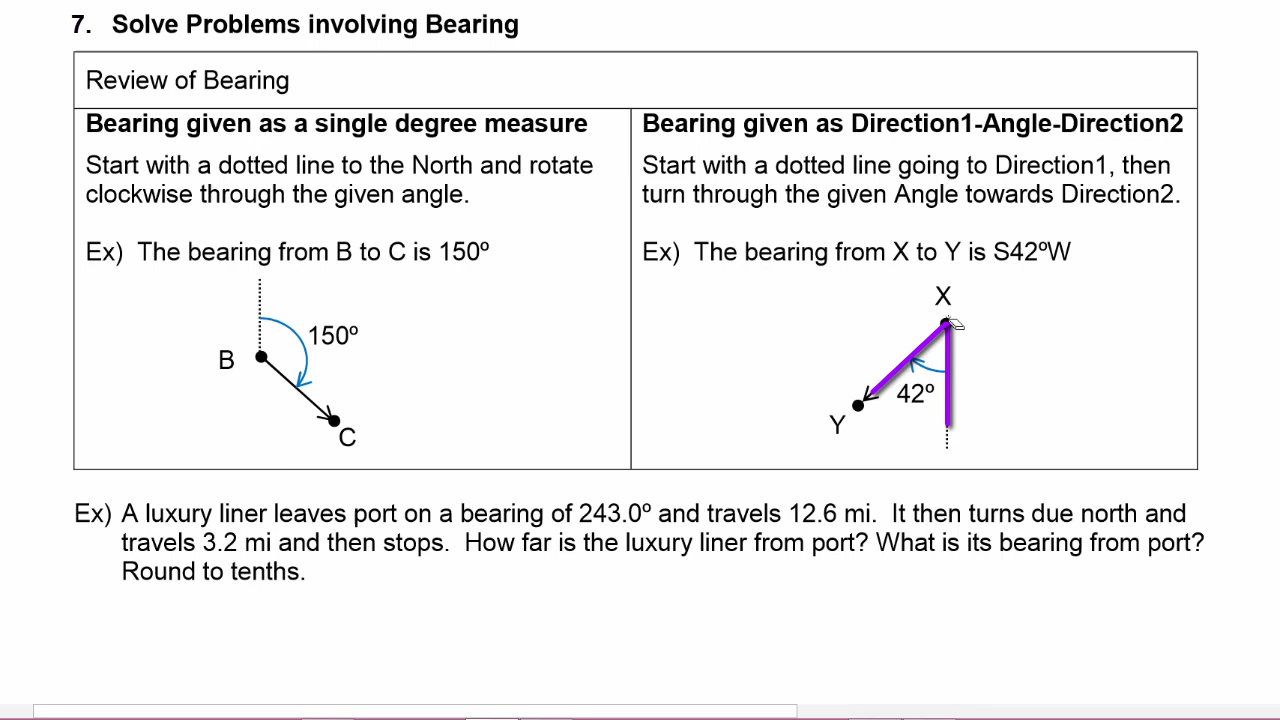 7. Solve Problems involving Bearing
Review of Bearing
Bearing given as a single degree measure
Start with a dotted line to the North and rotate
clockwise through the given angle.
Ex) The bearing from B to C is 150º
150º
B
C
Bearing given as Direction1-Angle-Direction2
Start with a dotted line going to Direction1, then
turn through the given Angle towards Direction2.
Ex) The bearing from X to Y is S42ºW
X
42º
Y
Ex) A luxury liner leaves port on a bearing of 243.0º and travels 12.6 mi. It then turns due north and
travels 3.2 mi and then stops. How far is the luxury liner from port? What is its bearing from port?
Round to tenths.